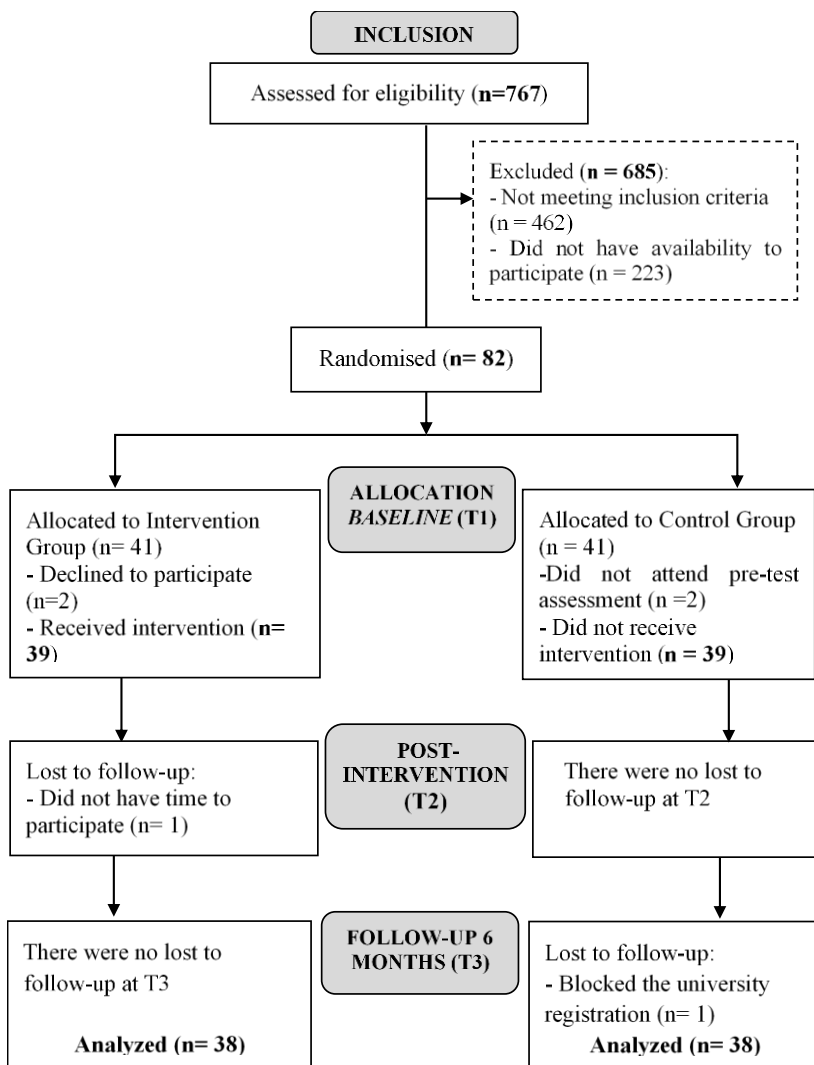 INCLUSION
Assessed for eligibility (n=767)
Excluded (n = 685):
- Not meeting inclusion criteria
(n = 462)
- Did not have availability to
participate (n = 223)
Randomised (n= 82)
ALLOCATION
BASELINE (T1)
Allocated to Intervention
Group (n= 41)
- Declined to participate
(n=2)
- Received intervention (n=
39)
Allocated to Control Group
(n = 41)
-Did not attend pre-test
assessment (n =2)
- Did not receive
intervention (n = 39)
POST-
INTERVENTION
(T2)
Lost to follow-up:
- Did not have time to
participate (n= 1)
There were no lost to
follow-up at T2
FOLLOW-UP 6
MONTHS (T3)
There were no lost to
follow-up at T3
Analyzed (n= 38)
Lost to follow-up:
- Blocked the university
registration (n= 1)
Analyzed (n= 38)